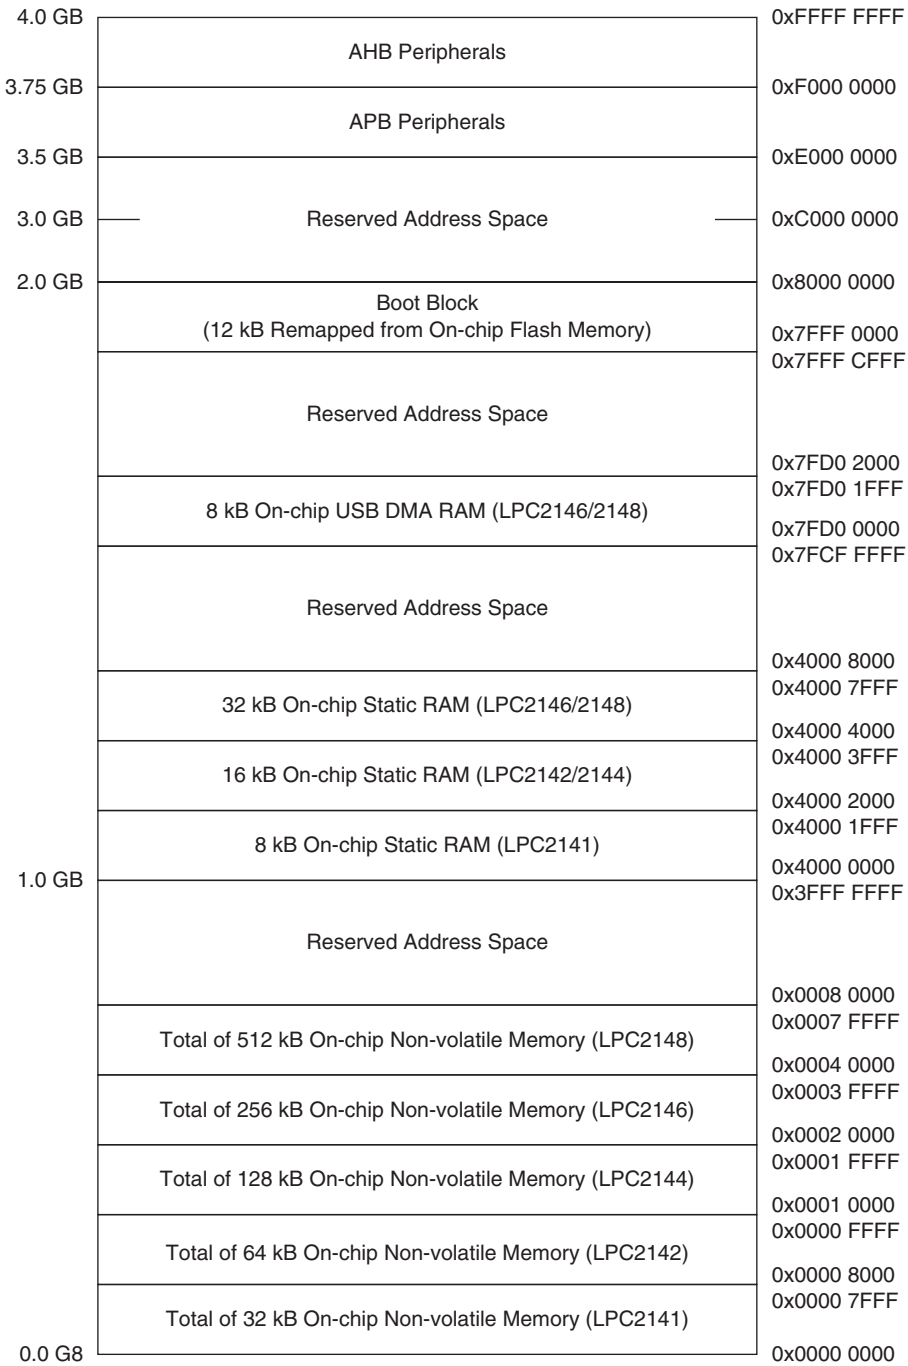 4.0 GB 0xFFFF FFFF
AHB Peripherals
3.75 GB 0xF000 0000
APB Peripherals
3.5 GB 0xE000 0000
3.0 GB Reserved Address Space 0xC000 0000
2.0 GB 0x8000 0000
Boot Block
(12 kB Remapped from On-chip Flash Memory)
0x7FFF 0000
0x7FFF CFFF
Reserved Address Space
0x7FD0 2000
0x7FD0 1FFF
8 kB On-chip USB DMA RAM (LPC2146/2148)
0x7FD0 0000
0x7FCF FFFF
Reserved Address Space
0x4000 8000
0x4000 7FFF
32 kB On-chip Static RAM (LPC2146/2148)
0x4000 4000
0x4000 3FFF
16 kB On-chip Static RAM (LPC2142/2144)
0x4000 2000
0x4000 1FFF
8 kB On-chip Static RAM (LPC2141)
0x4000 0000
1.0 GB
0x3FFF FFFF
Reserved Address Space
0x0008 0000
0x0007 FFFF
Total of 512 kB On-chip Non-volatile Memory (LPC2148)
0x0004 0000
0x0003 FFFF
Total of 256 kB On-chip Non-volatile Memory (LPC2146)
0x0002 0000
0x0001 FFFF
Total of 128 kB On-chip Non-volatile Memory (LPC2144)
0x0001 0000
0x0000 FFFF
Total of 64 kB On-chip Non-volatile Memory (LPC2142)
0x0000 8000
0x0000 7FFF
Total of 32 kB On-chip Non-volatile Memory (LPC2141)
0.0 G8 0x0000 0000